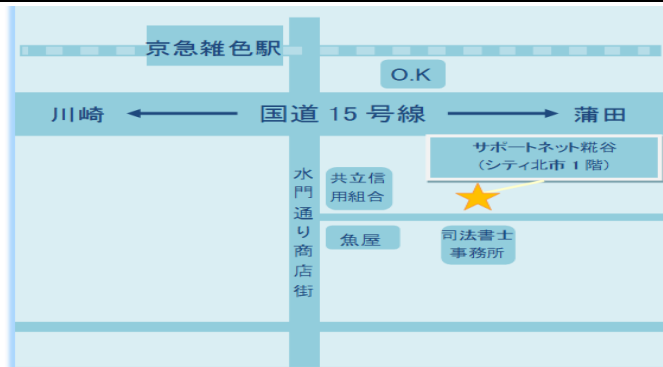 京急雑色駅
O.K
川崎
国道15号線
蒲田
サポートネット糀谷
(シティ北市1階)
水門通り商店街
共立信
用組合
魚屋
司法書士
事務所